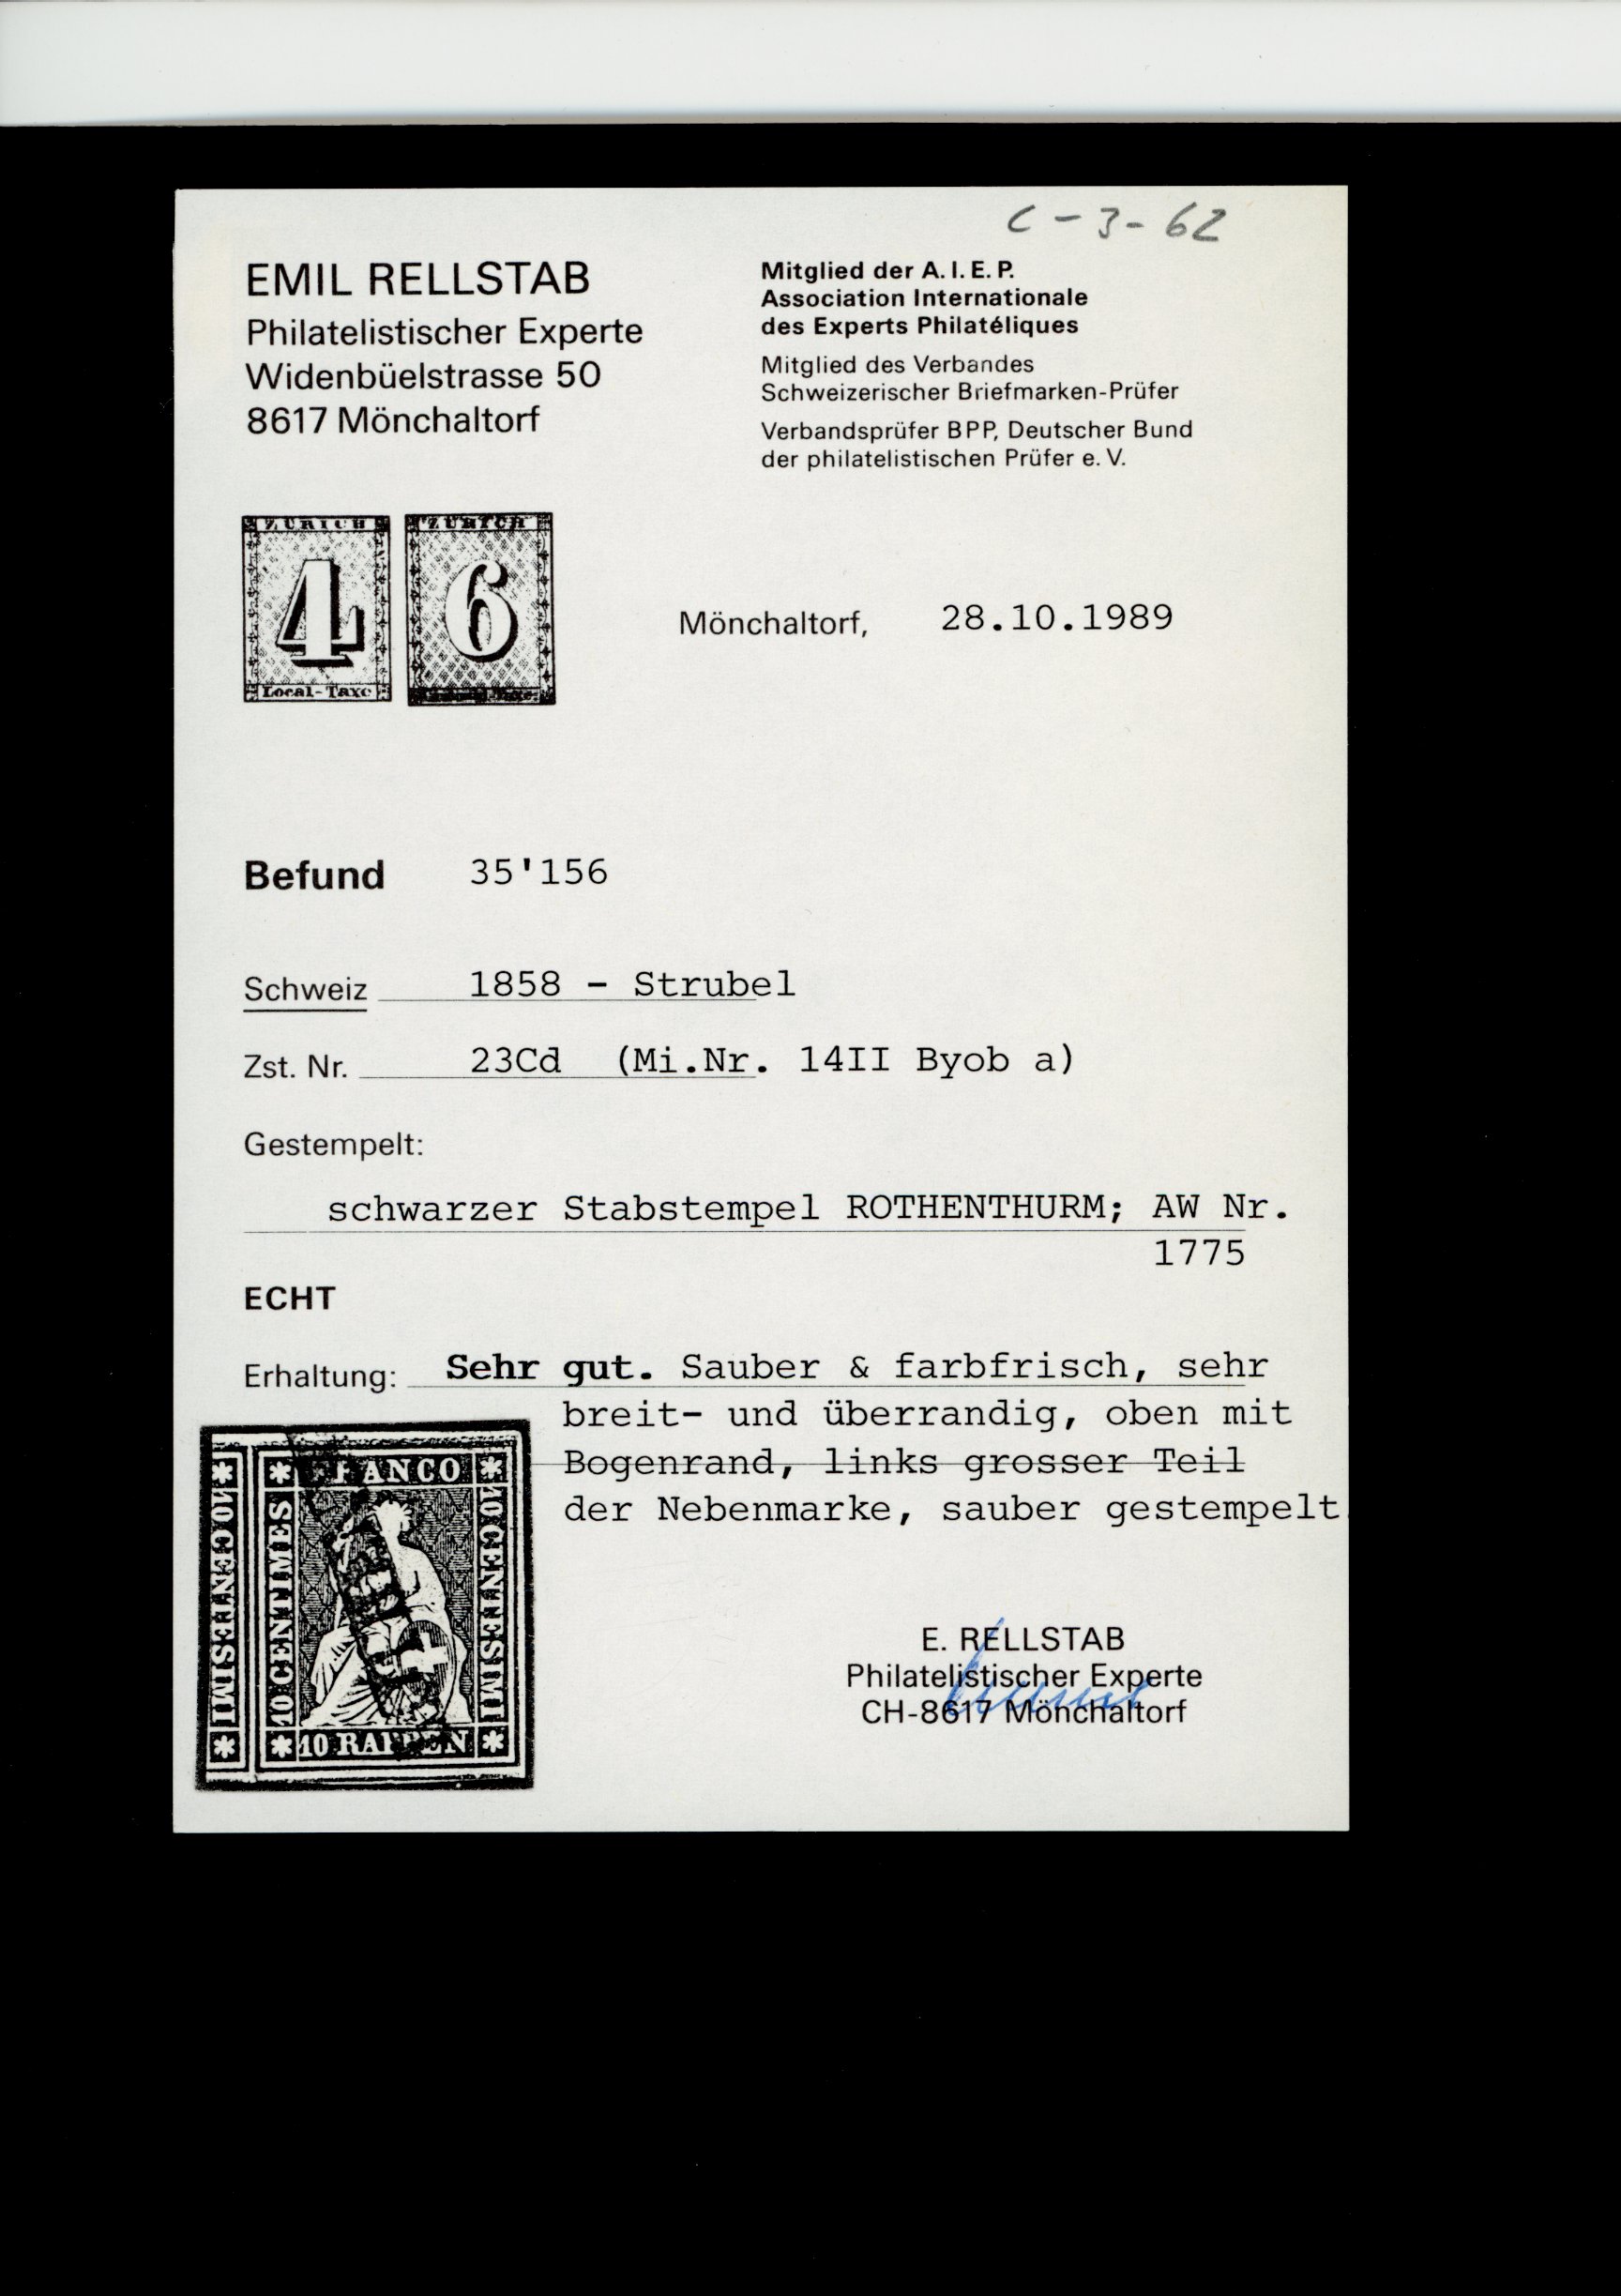 C-3-62
EMIL RELLSTAB
Philatelistischer Experte
Widenbüelstrasse 50
8617 Mönchaltorf
Mitglied der A.I.E.P.
Association Internationale
des Experts Philatéliques
Mitglied des Verbandes
Schweizerischer Briefmarken-Prüfer
Verbandsprüfer BPP, Deutscher Bund
der philatelistischen Prüfer e.V.
ZÜRICH ZÜRICH
4 6
Local-Taxe
Mönchaltorf, 28.10.1989
Befund 35'156
Schweiz 1858 - Strubel
Zst. Nr. 23Cd (Mi.Nr. 14II Byob a)
Gestempelt:
schwarzer Stabstempel ROTHENTHURM; AW Nr.
1775
ECHT
Erhaltung: Sehr gut. Sauber & farbfrisch, sehr
breit- und überrandig, oben mit
Bogenrand, links grosser Teil
der Nebenmarke, sauber gestempelt
10 CENTESIMI
FRANCO
10 CENTIMES
10 CENTESIMI
10 RAPPEN
E. RELLSTAB
Philatelistischer Experte
CH-8617 Mönchaltorf